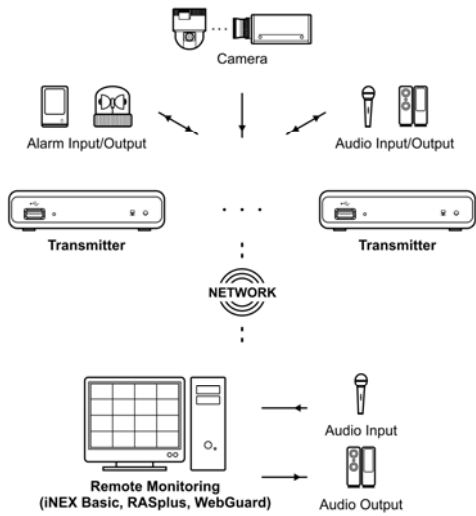 Camera
Alarm Input/Output
Audio Input/Output
Transmitter
Transmitter
NETWORK
Audio Input
Remote Monitoring
(iNEX Basic, RASplus, WebGuard)
Audio Output